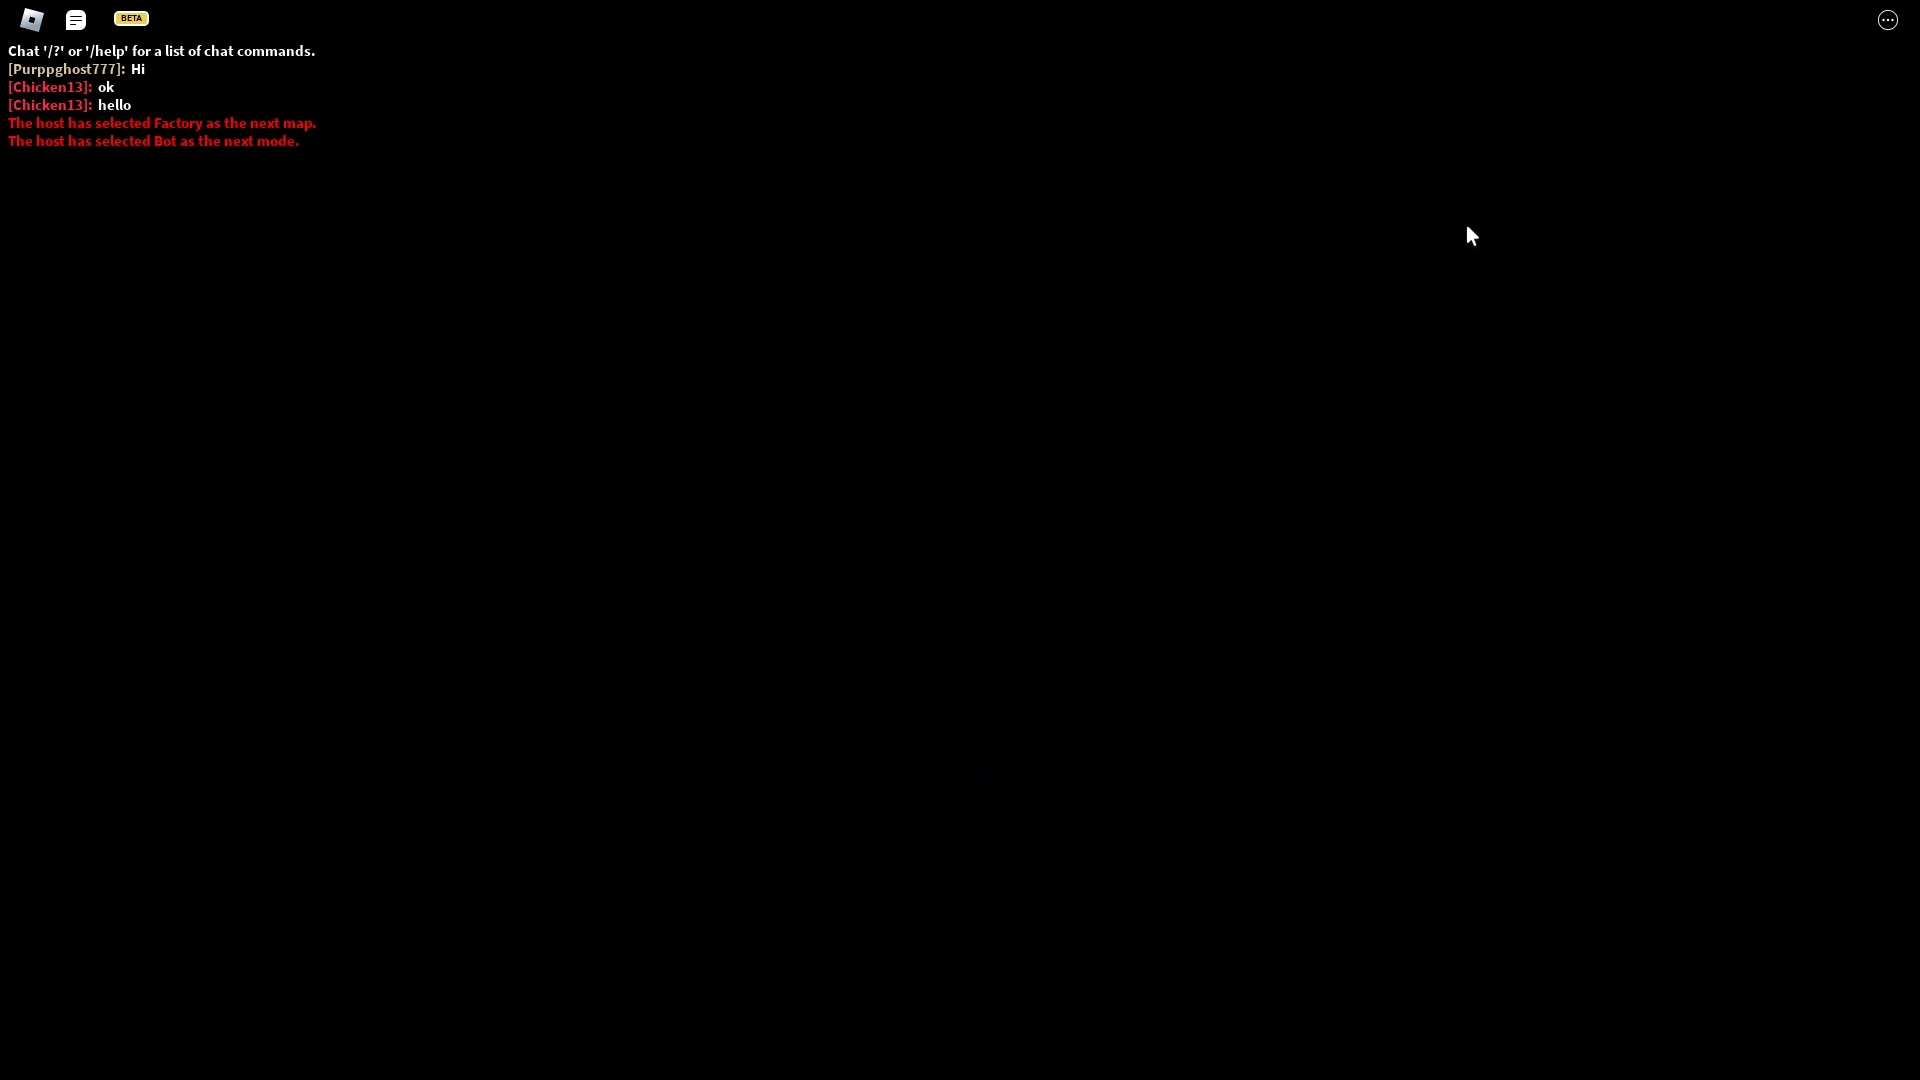 BETA
Chat '/?' or '/help' for a list of chat commands.
[Purppghost777]: Hi
[Chicken13]: ok
[Chicken13]: hello
The host has selected Factory as the next map.
The host has selected Bot as the next mode.